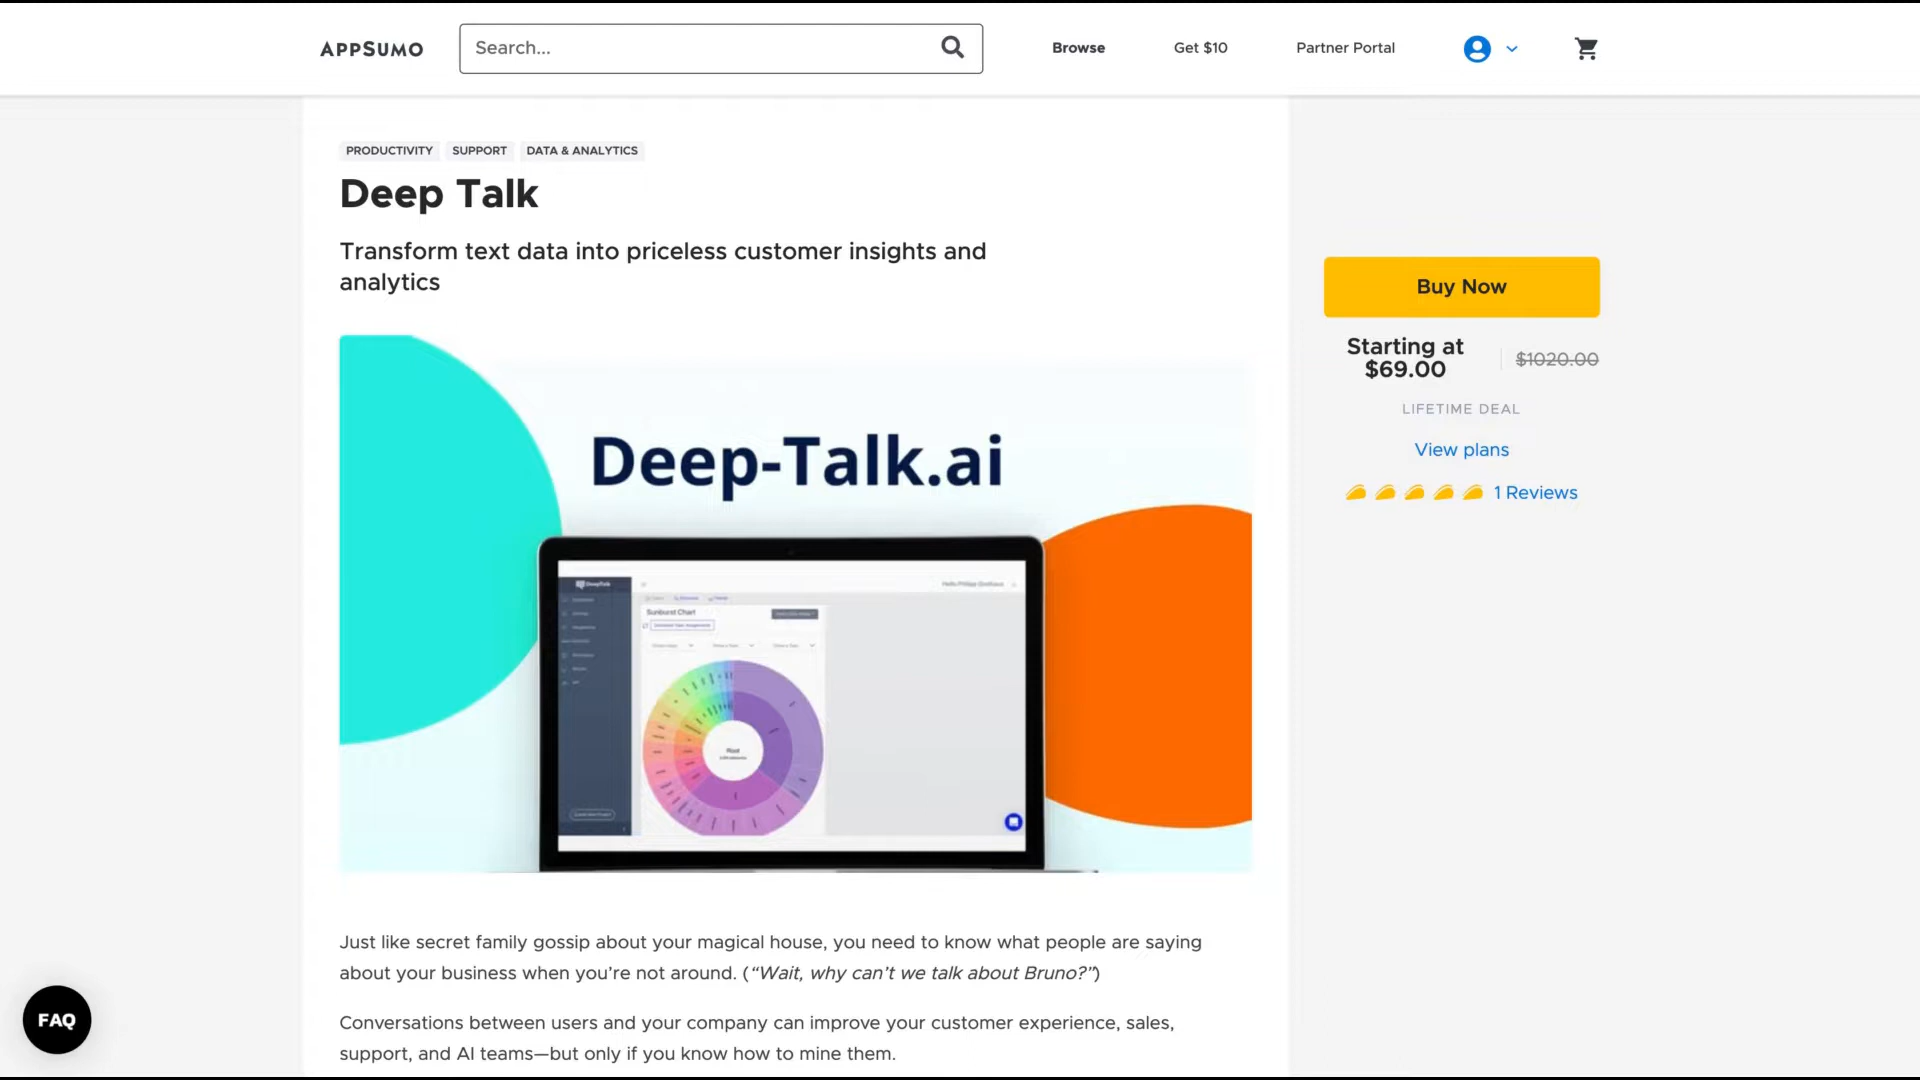 APPSUMO
Search...
Browse
Get $10
Partner Portal
PRODUCTIVITY
SUPPORT
DATA & ANALYTICS
Deep Talk
Transform text data into priceless customer insights and
analytics
Buy Now
Starting at
$69.00
$1020.00
LIFETIME DEAL
View plans
1 Reviews
Deep-Talk.ai
DeepTalk
Sunburst Chart
Root
Just like secret family gossip about your magical house, you need to know what people are saying
about your business when you’re not around. (“Wait, why can’t we talk about Bruno?”)
Conversations between users and your company can improve your customer experience, sales,
support, and AI teams—but only if you know how to mine them.
FAQ